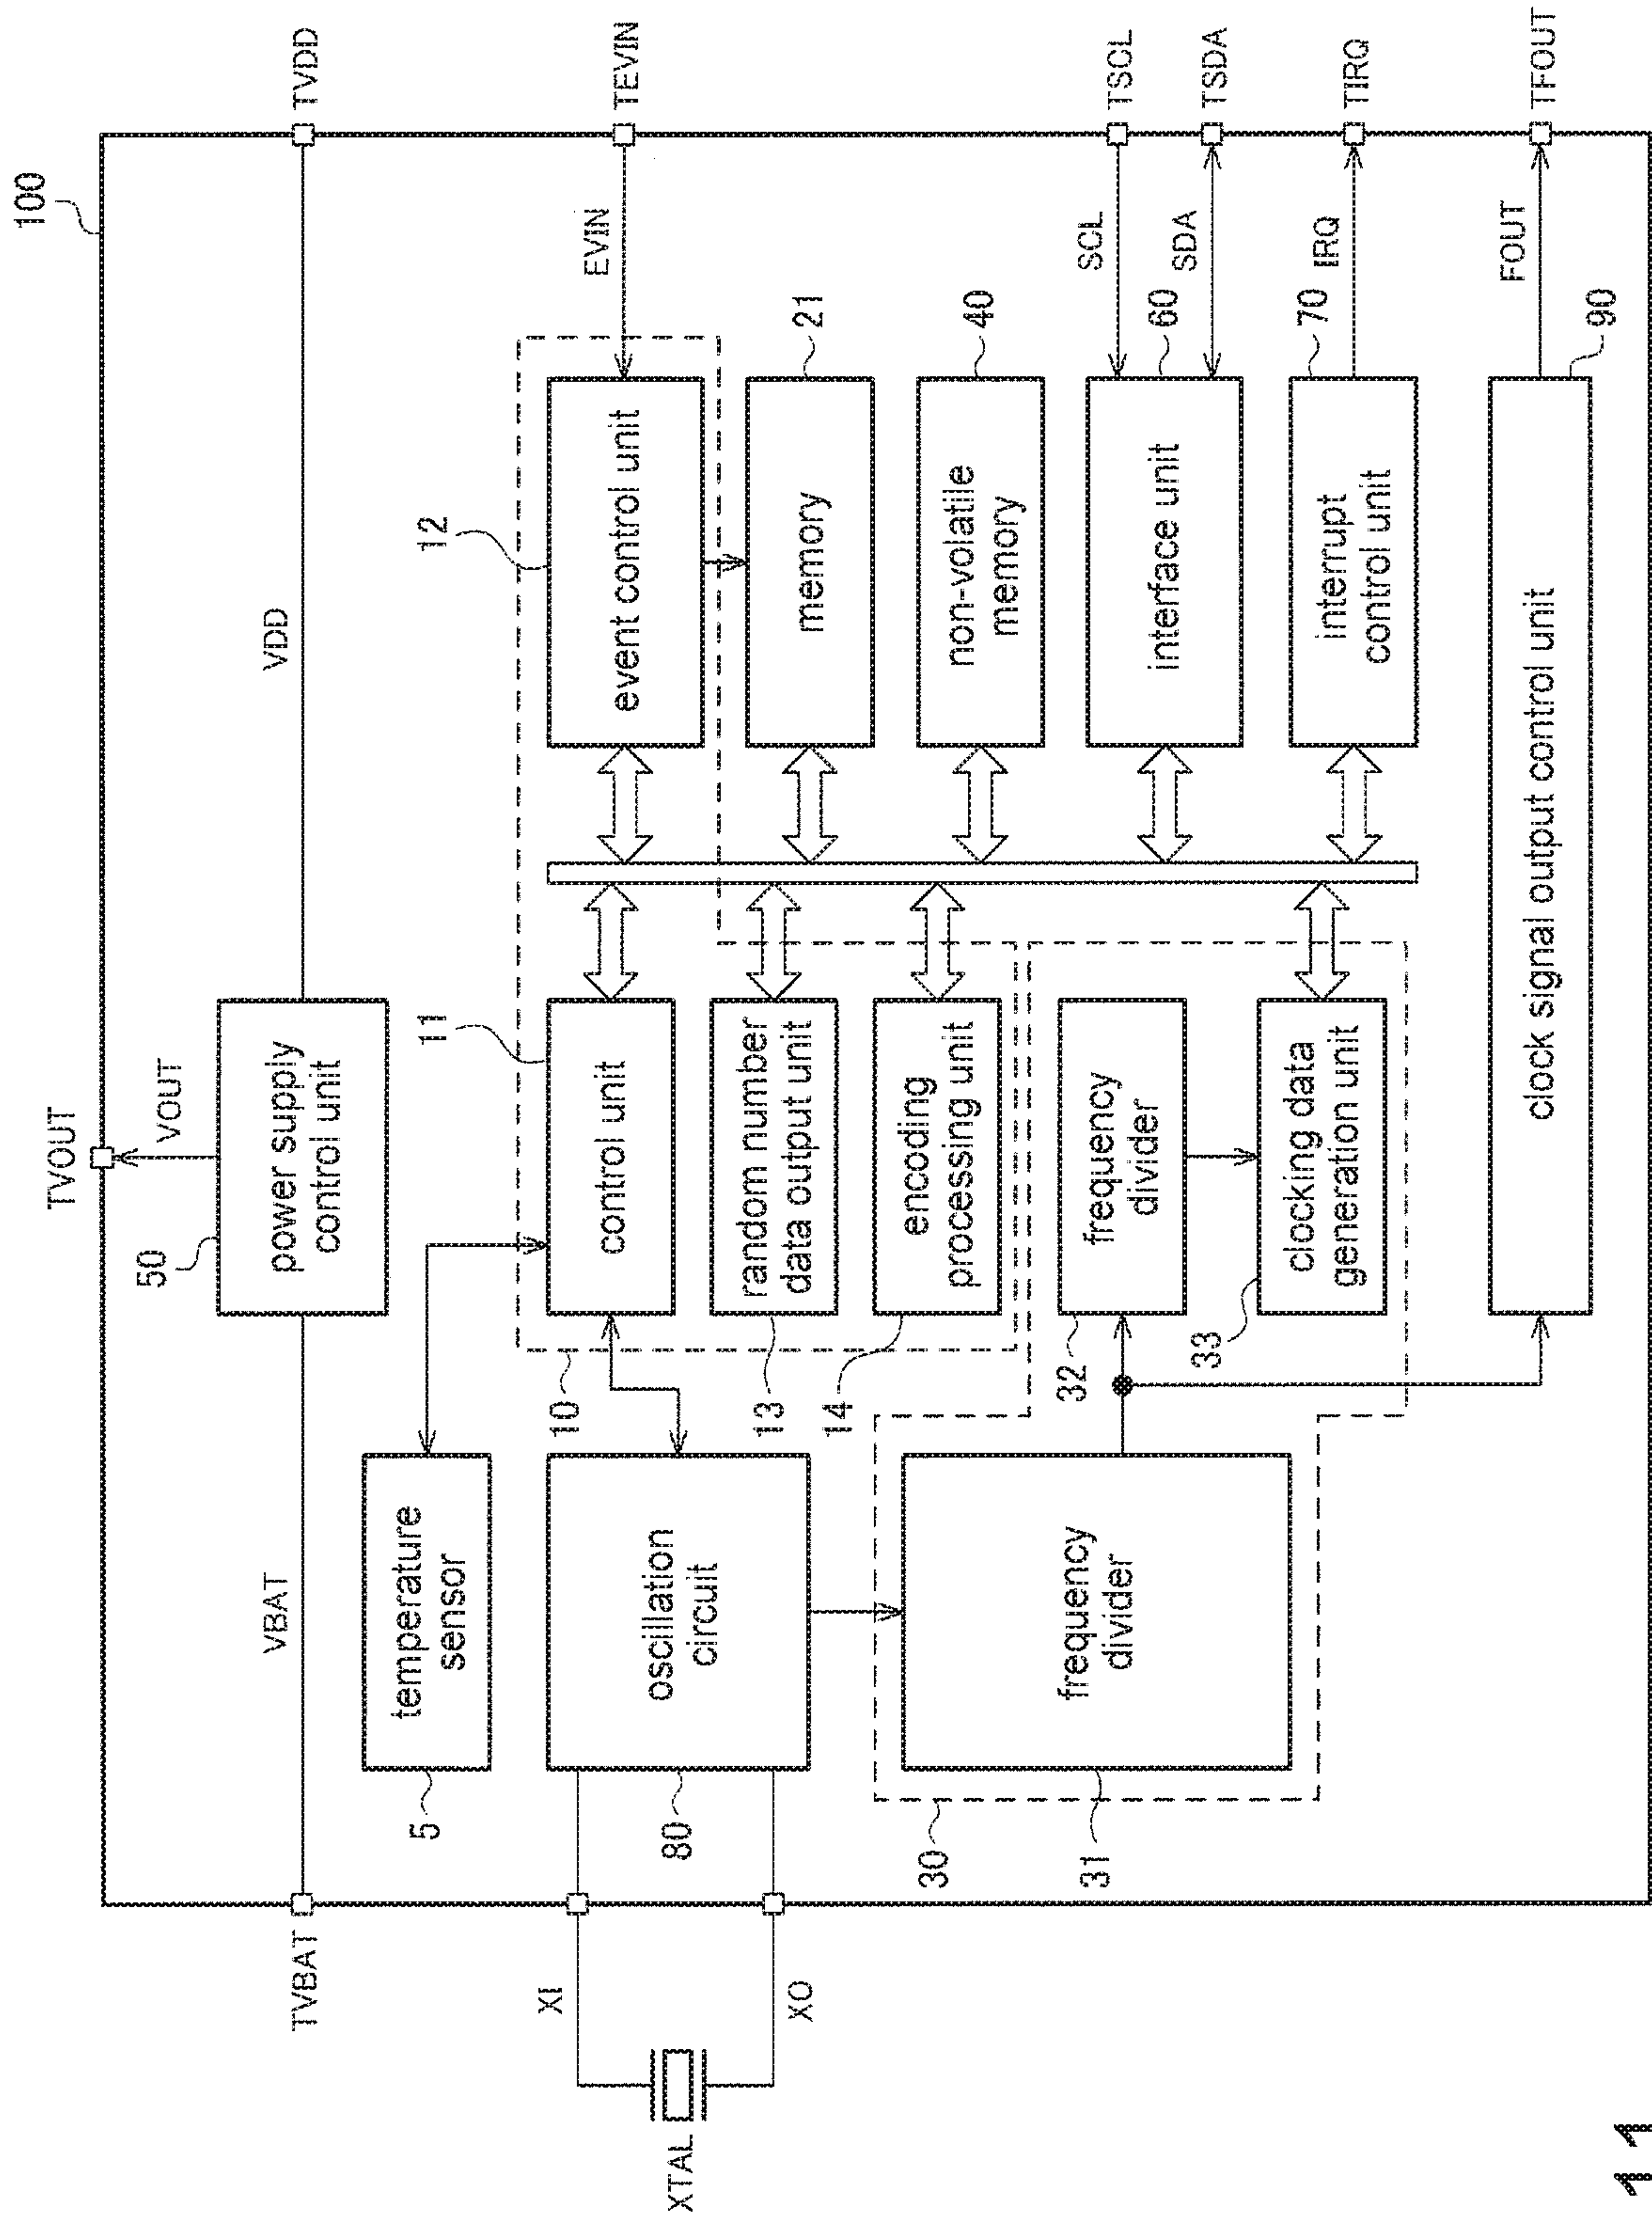 100
TVOUT
VOUT
50
power supply
control unit
TVBAT
VBAT
VDD
TVDD
temperature
sensor
5
10
11
control unit
12
event control unit
EVIN
TEVIN
XTAL
XI
XO
oscillation
circuit
80
13
random number
data output unit
memory
21
14
encoding
processing unit
non-volatile
memory
40
30
31
frequency
divider
32
frequency
divider
33
clocking data
generation unit
interface unit
60
SCL
TSCL
SDA
TSDA
interrupt
control unit
70
IRQ
TIRQ
clock signal output control unit
90
FOUT
TFOUT
11